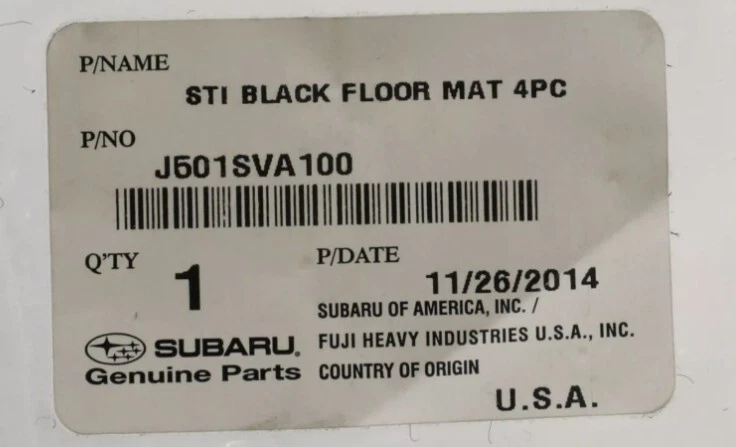 P/NAME
STI BLACK FLOOR MAT 4PC
P/NO
J501SVA100
Q'TY
1
P/DATE
11/26/2014
SUBARU OF AMERICA, INC. /
FUJI HEAVY INDUSTRIES U.S.A., INC.
COUNTRY OF ORIGIN
U.S.A.
SUBARU.
Genuine Parts